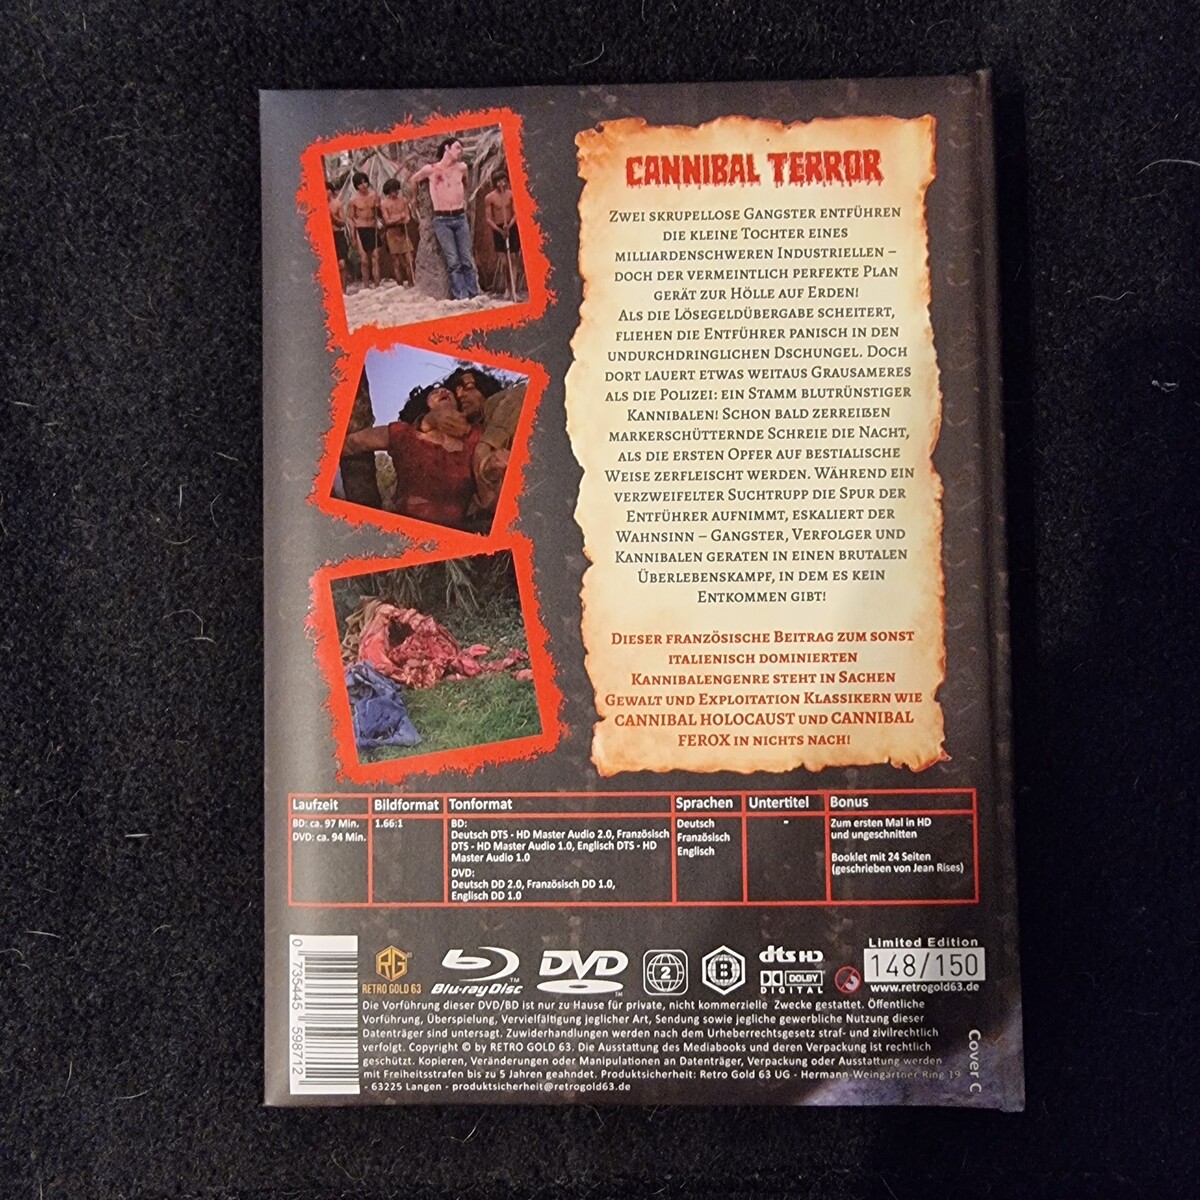 CANNIBAL TERROR
ZWEI SKRUPELLOSE GANGSTER ENTFÜHREN
DIE KLEINE TOCHTER EINES
MILLIARDENSCHWEREN INDUSTRIELLEN –
DOCH DER VERMEINTLICH PERFEKTE PLAN
GERÄT ZUR HÖLLE AUF ERDEN!
ALS DIE LÖSEGELDÜBERGABE SCHEITERT,
FLIEHEN DIE ENTFÜHRER PANISCH IN DEN
UNDURCHDRINGLICHEN DSCHUNGEL. DOCH
DORT LAUERT ETWAS WEITAUS GRAUSAMERES
ALS DIE POLIZEI: EIN STAMM BLUTRÜNSTIGER
KANNIBALEN! SCHON BALD ZERREIßEN
MARKERSCHÜTTERNDE SCHREIE DIE NACHT,
ALS DIE ERSTEN OPFER AUF BESTIALISCHE
WEISE ZERFLEISCHT WERDEN. WÄHREND EIN
VERZWEIFELTER SUCHTRUPP DIE SPUR DER
ENTFÜHRER AUFNIMMT, ESKALIERT DER
WAHNSINN – GANGSTER, VERFOLGER UND
KANNIBALEN GERATEN IN EINEN BRUTALEN
ÜBERLEBENSKAMPF, IN DEM ES KEIN
ENTKOMMEN GIBT!
DIESER FRANZÖSISCHE BEITRAG ZUM SONST
ITALIENISCH DOMINIERTEN
KANNIBALENGENRE STEHT IN SACHEN
GEWALT UND EXPLOITATION KLASSIKERN WIE
CANNIBAL HOLOCAUST UND CANNIBAL
FEROX IN NICHTS NACH!
Laufzeit
BD: ca. 97 Min.
DVD: ca. 94 Min.
Bildformat
1.66:1
Tonformat
BD:
Deutsch DTS - HD Master Audio 2.0, Französisch
DTS - HD Master Audio 1.0, Englisch DTS - HD
Master Audio 1.0
DVD:
Deutsch DD 2.0, Französisch DD 1.0,
Englisch DD 1.0
Sprachen
Deutsch
Französisch
Englisch
Untertitel
-
Bonus
Zum ersten Mal in HD
und ungeschnitten
Booklet mit 24 Seiten
(geschrieben von Jean Rises)
0 735445 598712
RG
RETRO GOLD 63
Blu-ray Disc™
DVD™
2
B
dts HD
DOLBY
DIGITAL
Limited Edition
148/150
www.retrogold63.de
Die Vorführung dieser DVD/BD ist nur zu Hause für private, nicht kommerzielle Zwecke gestattet. Öffentliche
Vorführung, Überspielung, Vervielfältigung jeglicher Art, Sendung sowie jegliche gewerbliche Nutzung dieser
Datenträger sind untersagt. Zuwiderhandlungen werden nach dem Urheberrechtsgesetz straf- und zivilrechtlich
verfolgt. Copyright © by RETRO GOLD 63. Die Ausstattung des Mediabooks und deren Verpackung ist rechtlich
geschützt. Kopieren, Veränderungen oder Manipulationen an Datenträger, Verpackung oder Ausstattung werden
mit Freiheitsstrafen bis zu 5 Jahren geahndet. Produktsicherheit: Retro Gold 63 UG - Hermann-Weingärtner Ring 19
- 63225 Langen - produktsicherheit@retrogold63.de
Cover C